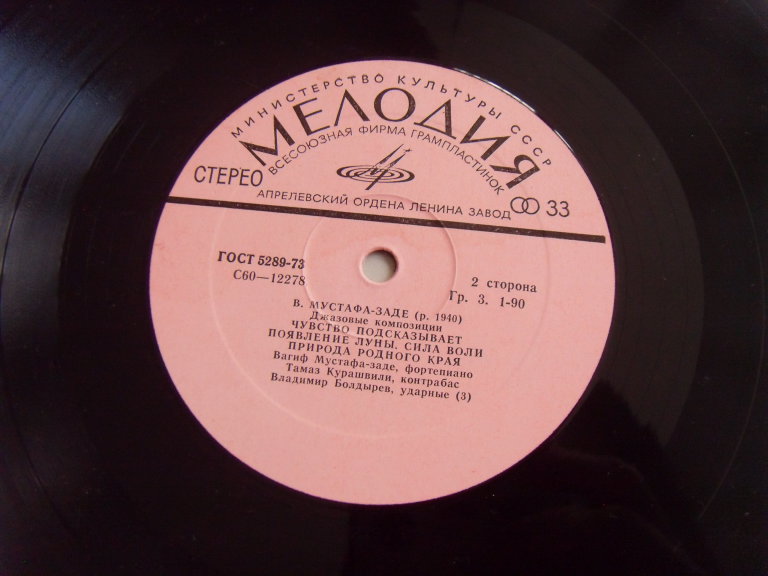 МИНИСТЕРСТВО КУЛЬТУРЫ СССР
МЕЛОДИЯ
ВСЕСОЮЗНАЯ ФИРМА ГРАМПЛАСТИНОК
СТЕРЕО
АПРЕЛЕВСКИЙ ОРДЕНА ЛЕНИНА ЗАВОД
33
ГОСТ 5289-73
С60—12278
2 сторона
Гр. 3. 1-90
В. МУСТАФА-ЗАДЕ (р. 1940)
Джазовые композиции
ЧУВСТВО ПОДСКАЗЫВАЕТ
ПОЯВЛЕНИЕ ЛУНЫ. СИЛА ВОЛИ
ПРИРОДА РОДНОГО КРАЯ
Вагиф Мустафа-заде, фортепиано
Тамаз Курашвили, контрабас
Владимир Болдырев, ударные (3)